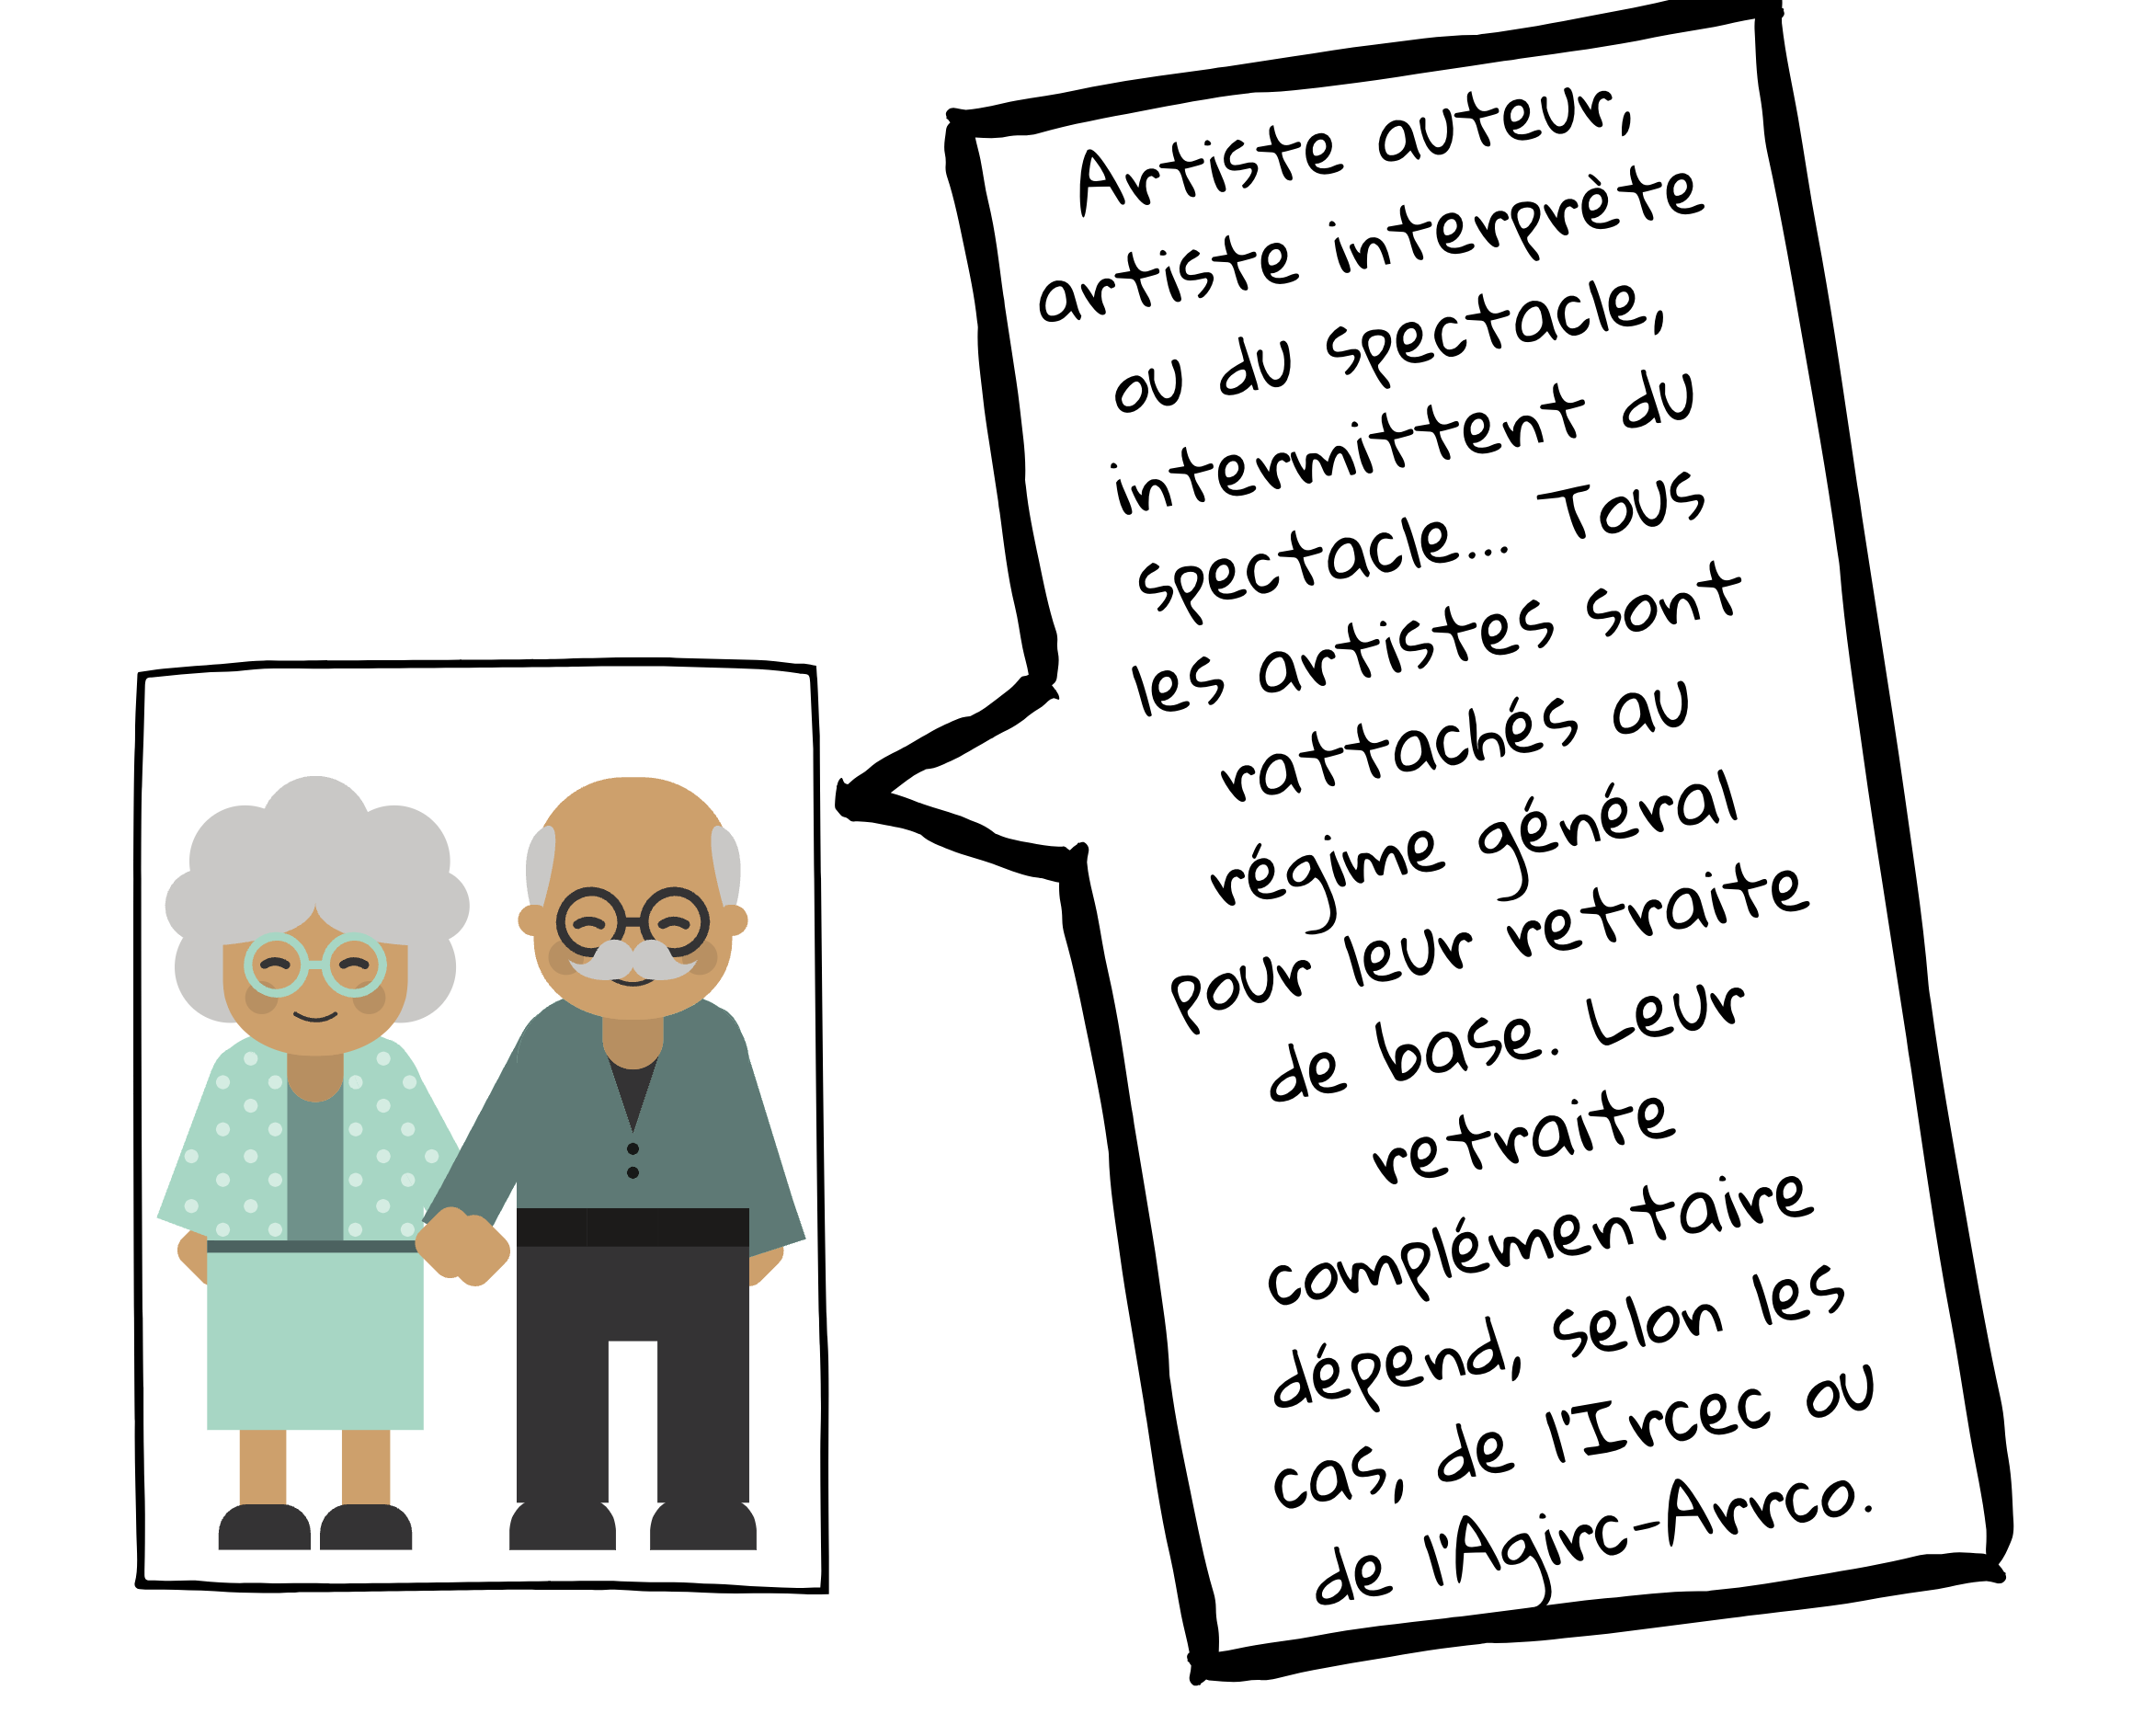 Artiste auteur,
artiste interprète
ou du spectacle,
intermittent du
spectacle... Tous
les artistes sont
rattachés au
régime général
pour leur retraite
de base. Leur
retraite
complémentaire
dépend, selon les
cas, de l'Ircec ou
de l'Agirc-Arrco.